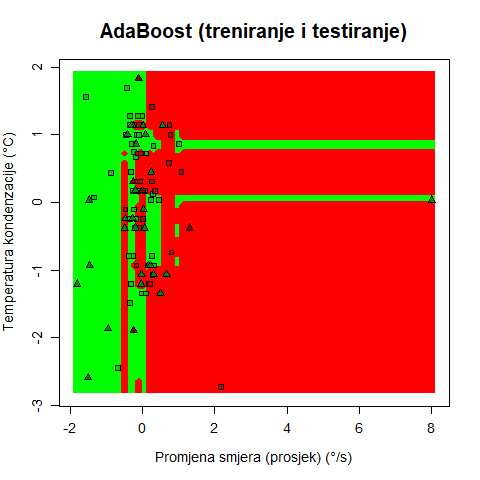 AdaBoost (treniranje i testiranje)
Temperatura kondenzacije (°C)
2
1
0
-1
-2
-3
-2 0 2 4 6 8
Promjena smjera (prosjek) (°/s)